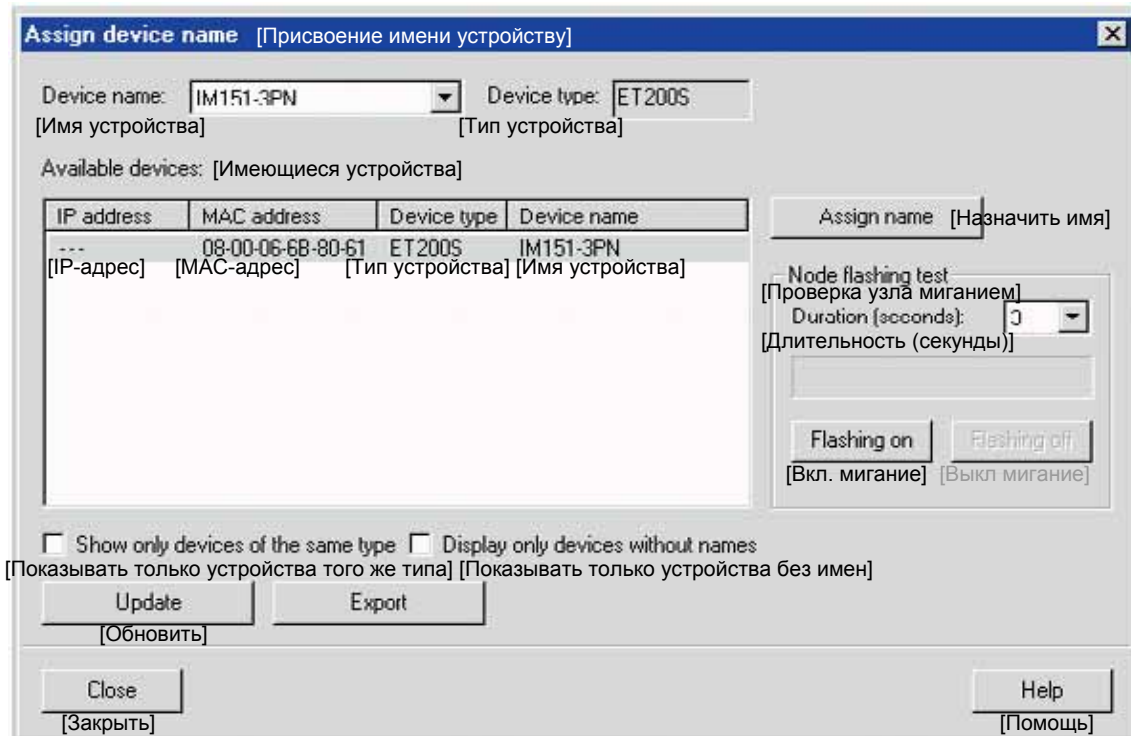 Assign device name [Присвоение имени устройству]
Device name: IM151-3PN Device type: ET200S
[Имя устройства] [Тип устройства]
Available devices: [Имеющиеся устройства]
IP address MAC address Device type Device name
Assign name [Назначить имя]
--- 08-00-06-6B-80-61 ET200S IM151-3PN
[IP-адрес] [MAC-адрес] [Тип устройства] [Имя устройства]
Node flashing test
[Проверка узла миганием]
Duration (seconds): 3
[Длительность (секунды)]
Flashing on Flashing off
[Вкл. мигание] [Выкл мигание]
Show only devices of the same type Display only devices without names
[Показывать только устройства того же типа] [Показывать только устройства без имен]
Update Export
[Обновить]
Close Help
[Закрыть] [Помощь]